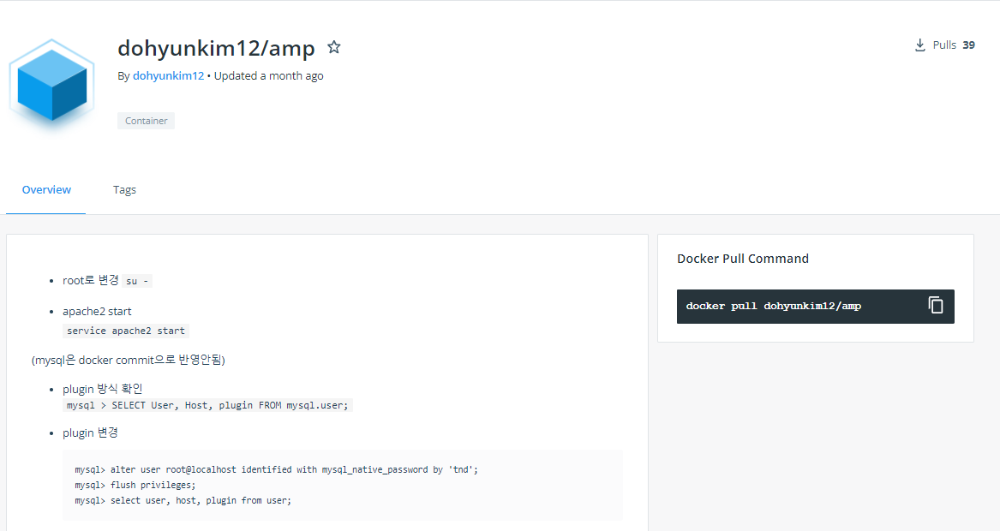 dohyunkim12/amp
Pulls 39
By dohyunkim12 • Updated a month ago
Container
Overview
Tags
• root로 변경 su -
• apache2 start
service apache2 start
(mysql은 docker commit으로 반영안됨)
• plugin 방식 확인
mysql > SELECT User, Host, plugin FROM mysql.user;
• plugin 변경
mysql> alter user root@localhost identified with mysql_native_password by 'tnd';
mysql> flush privileges;
mysql> select user, host, plugin from user;
Docker Pull Command
docker pull dohyunkim12/amp